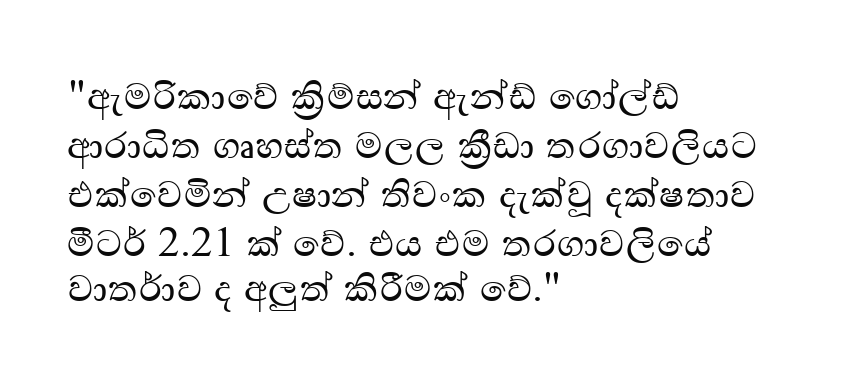 "ඇමරිකාවේ ක්‍රිම්සන් ඇන්ඩ් ගෝල්ඩ්
ආරාධිත ගෘහස්ත මලල ක්‍රීඩා තරගාවලියට
එක්වෙමින් උෂාන් තිවංක දැක්වූ දක්ෂතාව
මීටර් 2.21 ක් වේ. එය එම තරගාවලියේ
වාතර්ාව ද අලුත් කිරීමක් වේ."